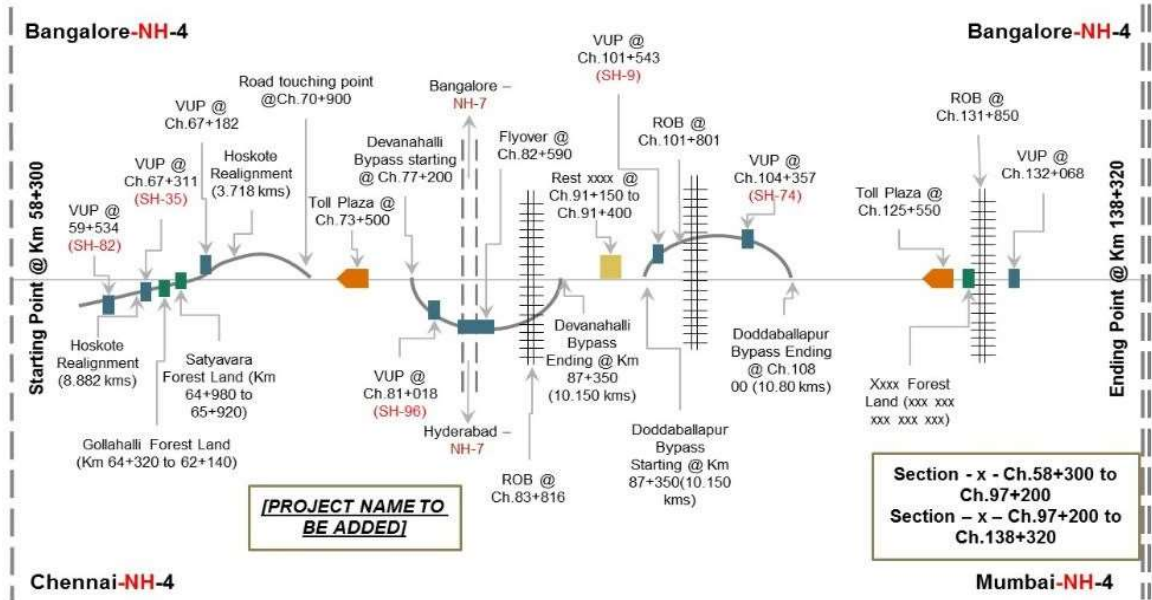 Bangalore-NH-4
Bangalore-NH-4
Starting Point @ Km 58+300
VUP @
59+534
(SH-82)
VUP @
Ch.67+311
(SH-35)
VUP @
Ch.67+182
Hoskote
Realignment
(3.718 kms)
Road touching point
@Ch.70+900
Toll Plaza @
Ch.73+500
Devanahalli
Bypass starting
@ Ch.77+200
Bangalore –
NH-7
Flyover @
Ch.82+590
Rest xxxx @
Ch.91+150 to
Ch.91+400
VUP @
Ch.101+543
(SH-9)
ROB @
Ch.101+801
VUP @
Ch.104+357
(SH-74)
Toll Plaza @
Ch.125+550
ROB @
Ch.131+850
VUP @
Ch.132+068
Ending Point @ Km 138+320
Hoskote
Realignment
(8.882 kms)
Satyavara
Forest Land (Km
64+980 to
65+920)
Gollahalli Forest Land
(Km 64+320 to 62+140)
VUP @
Ch.81+018
(SH-96)
Hyderabad –
NH-7
ROB @
Ch.83+816
Devanahalli
Bypass
Ending @ Km
87+350
(10.150 kms)
Doddaballapur
Bypass
Starting @ Km
87+350(10.150
kms)
Doddaballapur
Bypass Ending
@ Ch.108
00 (10.80 kms)
Xxxx Forest
Land (xxx xxx
xxx xxx xxx)
[PROJECT NAME TO
BE ADDED]
Section - x - Ch.58+300 to
Ch.97+200
Section – x – Ch.97+200 to
Ch.138+320
Chennai-NH-4
Mumbai-NH-4